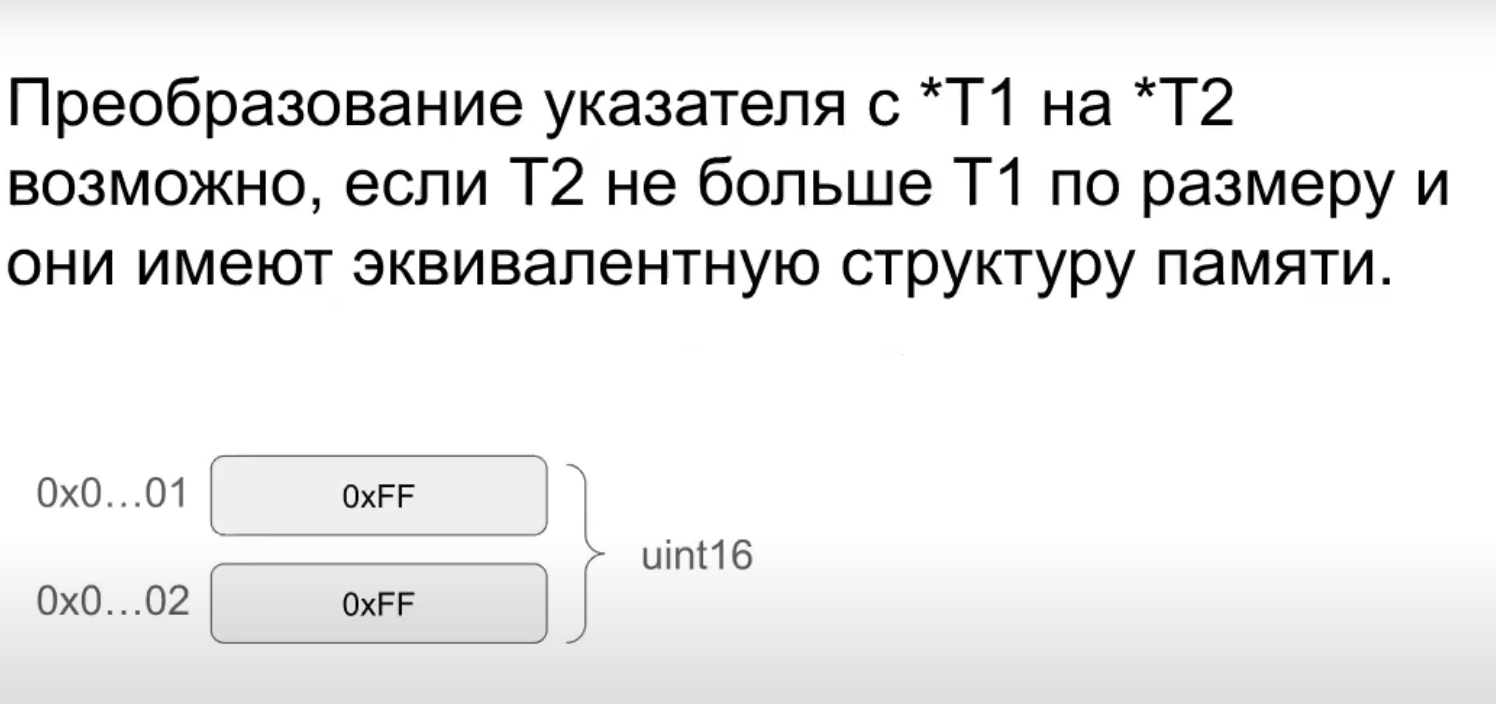 Преобразование указателя с *T1 на *T2
возможно, если T2 не больше T1 по размеру и
они имеют эквивалентную структуру памяти.
0x0...01 0xFF
uint16
0x0...02 0xFF